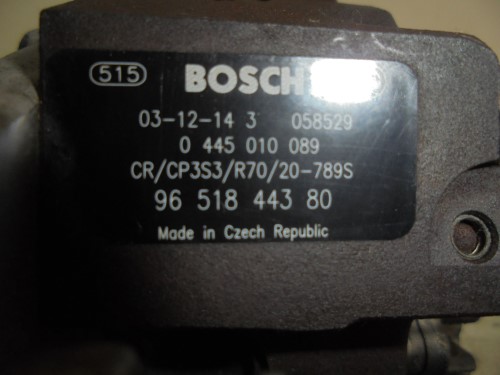 515 BOSCH
03-12-14 3 058529
0 445 010 089
CR/CP3S3/R70/20-789S
96 518 443 80
Made in Czech Republic